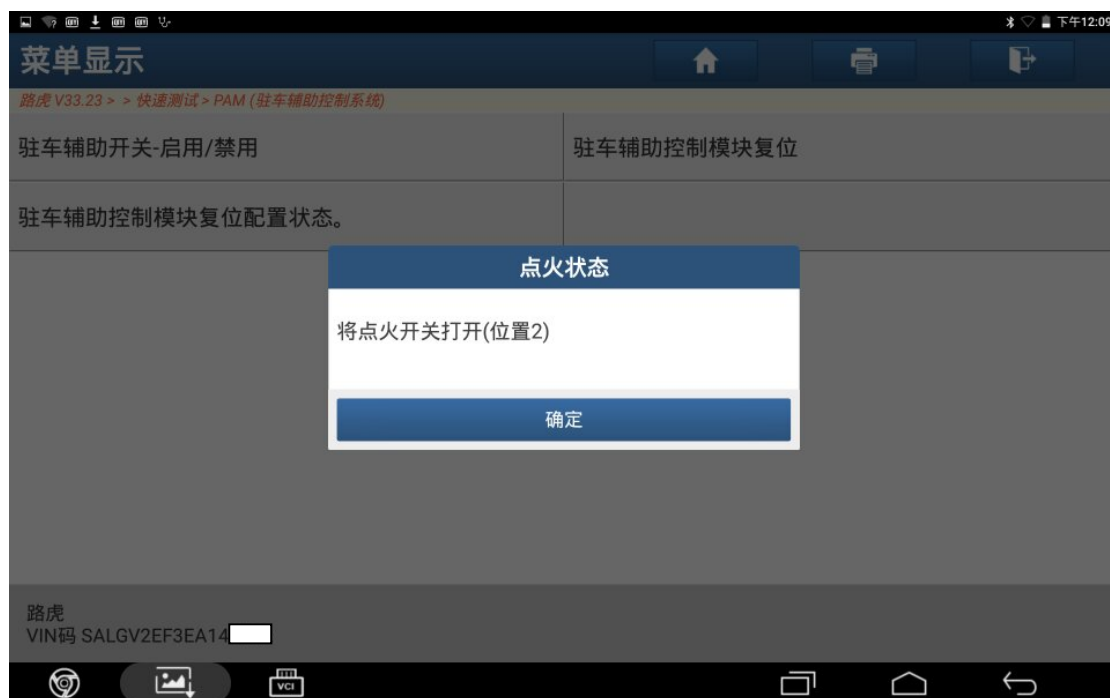 下午12:09
菜单显示
路虎 V33.23 > > 快速测试 > PAM (驻车辅助控制系统)
驻车辅助开关-启用/禁用
驻车辅助控制模块复位
驻车辅助控制模块复位配置状态。
点火状态
将点火开关打开(位置2)
确定
路虎
VIN码 SALGV2EF3EA14
VCI